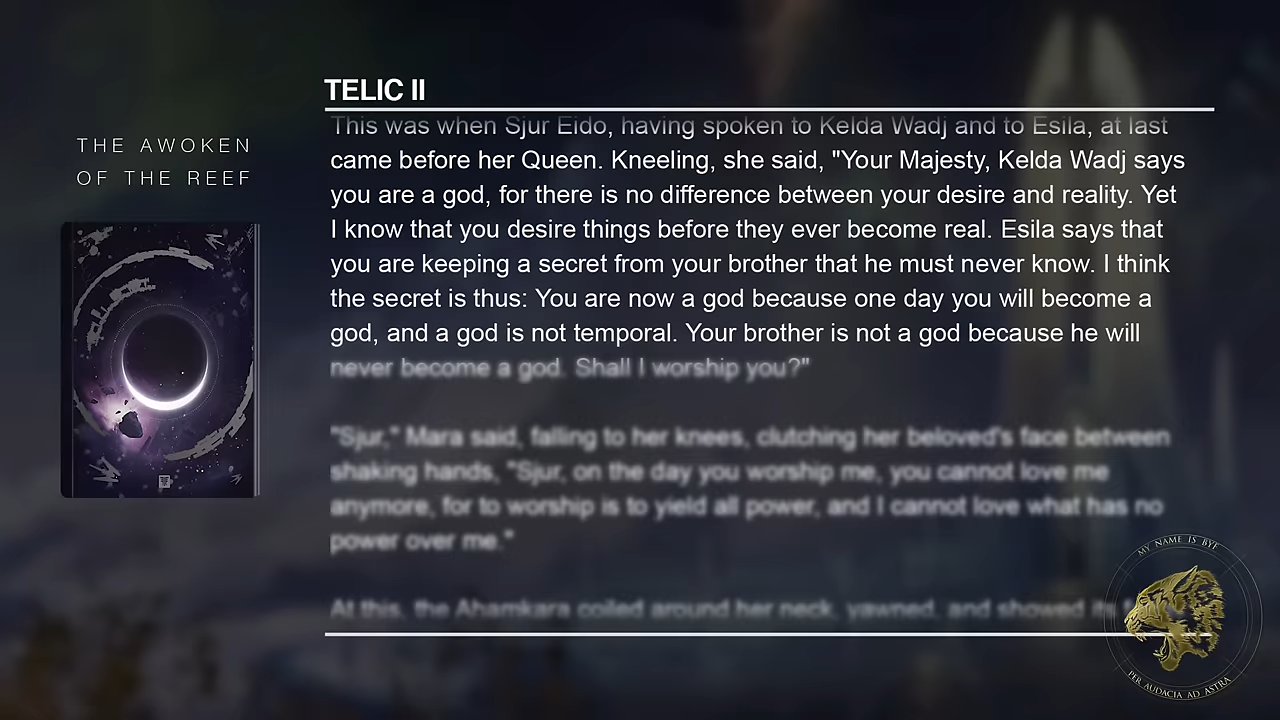 TELIC II
THE AWOKEN
OF THE REEF
This was when Sjur Eido, having spoken to Kelda Wadj and to Esila, at last
came before her Queen. Kneeling, she said, "Your Majesty, Kelda Wadj says
you are a god, for there is no difference between your desire and reality. Yet
I know that you desire things before they ever become real. Esila says that
you are keeping a secret from your brother that he must never know. I think
the secret is thus: You are now a god because one day you will become a
god, and a god is not temporal. Your brother is not a god because he will
never become a god. Shall I worship you?"
"Sjur," Mara said, falling to her knees, clutching her beloved's face between
shaking hands, "Sjur, on the day you worship me, you cannot love me
anymore, for to worship is to yield all power, and I cannot love what has no
power over me."
At this, the Ahamkara coiled around her neck, yawned, and showed its
MY NAME IS BYF
PER AUDACIA AD ASTRA